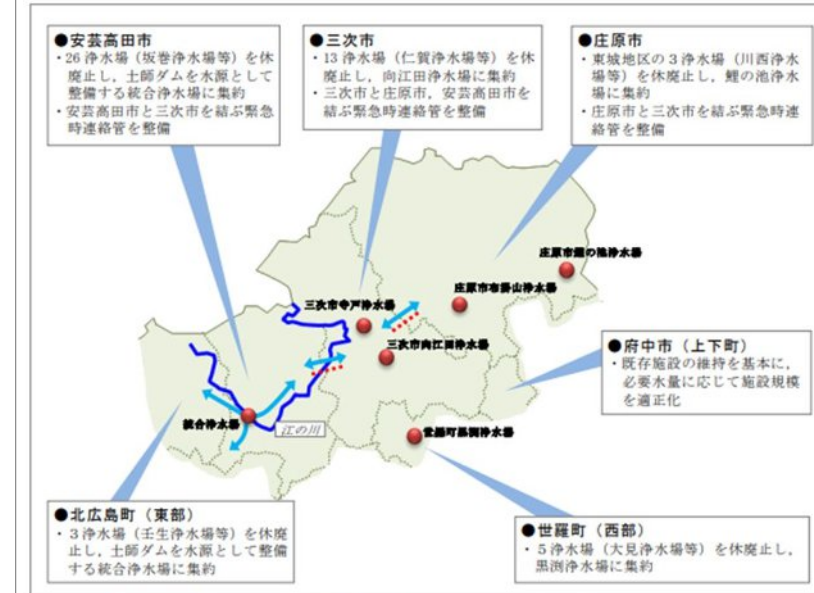 ●安芸高田市
・26浄水場（坂巻浄水場等）を休
廃止し，土師ダムを水源として
整備する統合浄水場に集約
・安芸高田市と三次市を結ぶ緊急
時連絡管を整備
●三次市
・13浄水場（仁賀浄水場等）を休
廃止し，向江田浄水場に集約
・三次市と庄原市，安芸高田市を
結ぶ緊急時連絡管を整備
●庄原市
・東城地区の３浄水場（川西浄水
場等）を休廃止し，鯉の池浄水
場に集約
・庄原市と三次市を結ぶ緊急時連
絡管を整備
庄原市鯉の池浄水場
庄原市布掛山浄水場
三次市寺戸浄水場
三次市向江田浄水場
●府中市（上下町）
・既存施設の維持を基本に，
必要水量に応じて施設規模
を適正化
統合浄水場
江の川
世羅町黒渕浄水場
●北広島町（東部）
・３浄水場（壬生浄水場等）を休廃
止し，土師ダムを水源として整備
する統合浄水場に集約
●世羅町（西部）
・５浄水場（大見浄水場等）を休廃止し，
黒渕浄水場に集約